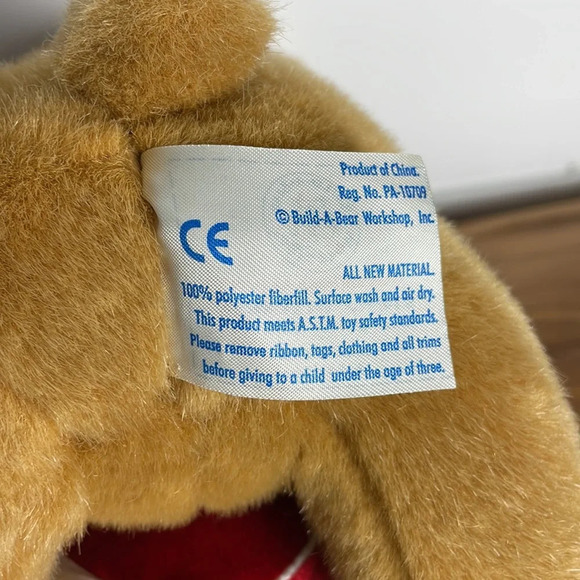 Product of China.
Reg. No. PA-10709
© Build-A-Bear Workshop, Inc.
CE
ALL NEW MATERIAL.
100% polyester fiberfill. Surface wash and air dry.
This product meets A.S.T.M. toy safety standards.
Please remove ribbon, tags, clothing and all trims
before giving to a child under the age of three.